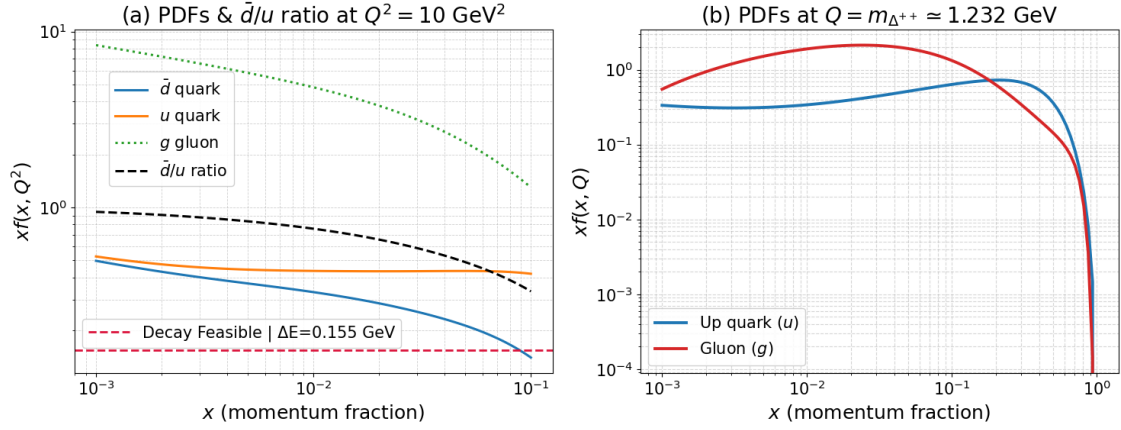 (a) PDFs & d̄/u ratio at Q² = 10 GeV²
10¹
10⁰
xf(x, Q²)
d̄ quark
u quark
g gluon
d̄/u ratio
Decay Feasible | ΔE=0.155 GeV
10⁻³
10⁻²
10⁻¹
x (momentum fraction)
(b) PDFs at Q = m_Δ⁺⁺ ≃ 1.232 GeV
10⁰
10⁻¹
10⁻²
10⁻³
10⁻⁴
xf(x, Q)
Up quark (u)
Gluon (g)
10⁻³
10⁻²
10⁻¹
10⁰
x (momentum fraction)